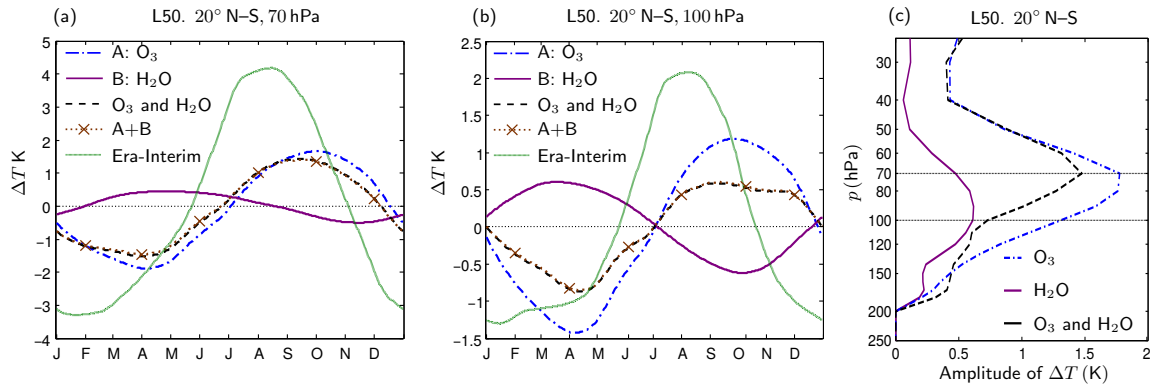 (a) L50. 20° N–S, 70 hPa
ΔT K
5
4
3
2
1
0
−1
−2
−3
−4
A: O₃
B: H₂O
O₃ and H₂O
A+B
Era-Interim
J F M A M J J A S O N D
(b) L50. 20° N–S, 100 hPa
ΔT K
2.5
2
1.5
1
0.5
0
−0.5
−1
−1.5
A: O₃
B: H₂O
O₃ and H₂O
A+B
Era-Interim
J F M A M J J A S O N D
(c) L50. 20° N–S
p (hPa)
30
40
50
60
70
80
100
120
150
200
250
O₃
H₂O
O₃ and H₂O
0 0.5 1 1.5 2
Amplitude of ΔT (K)